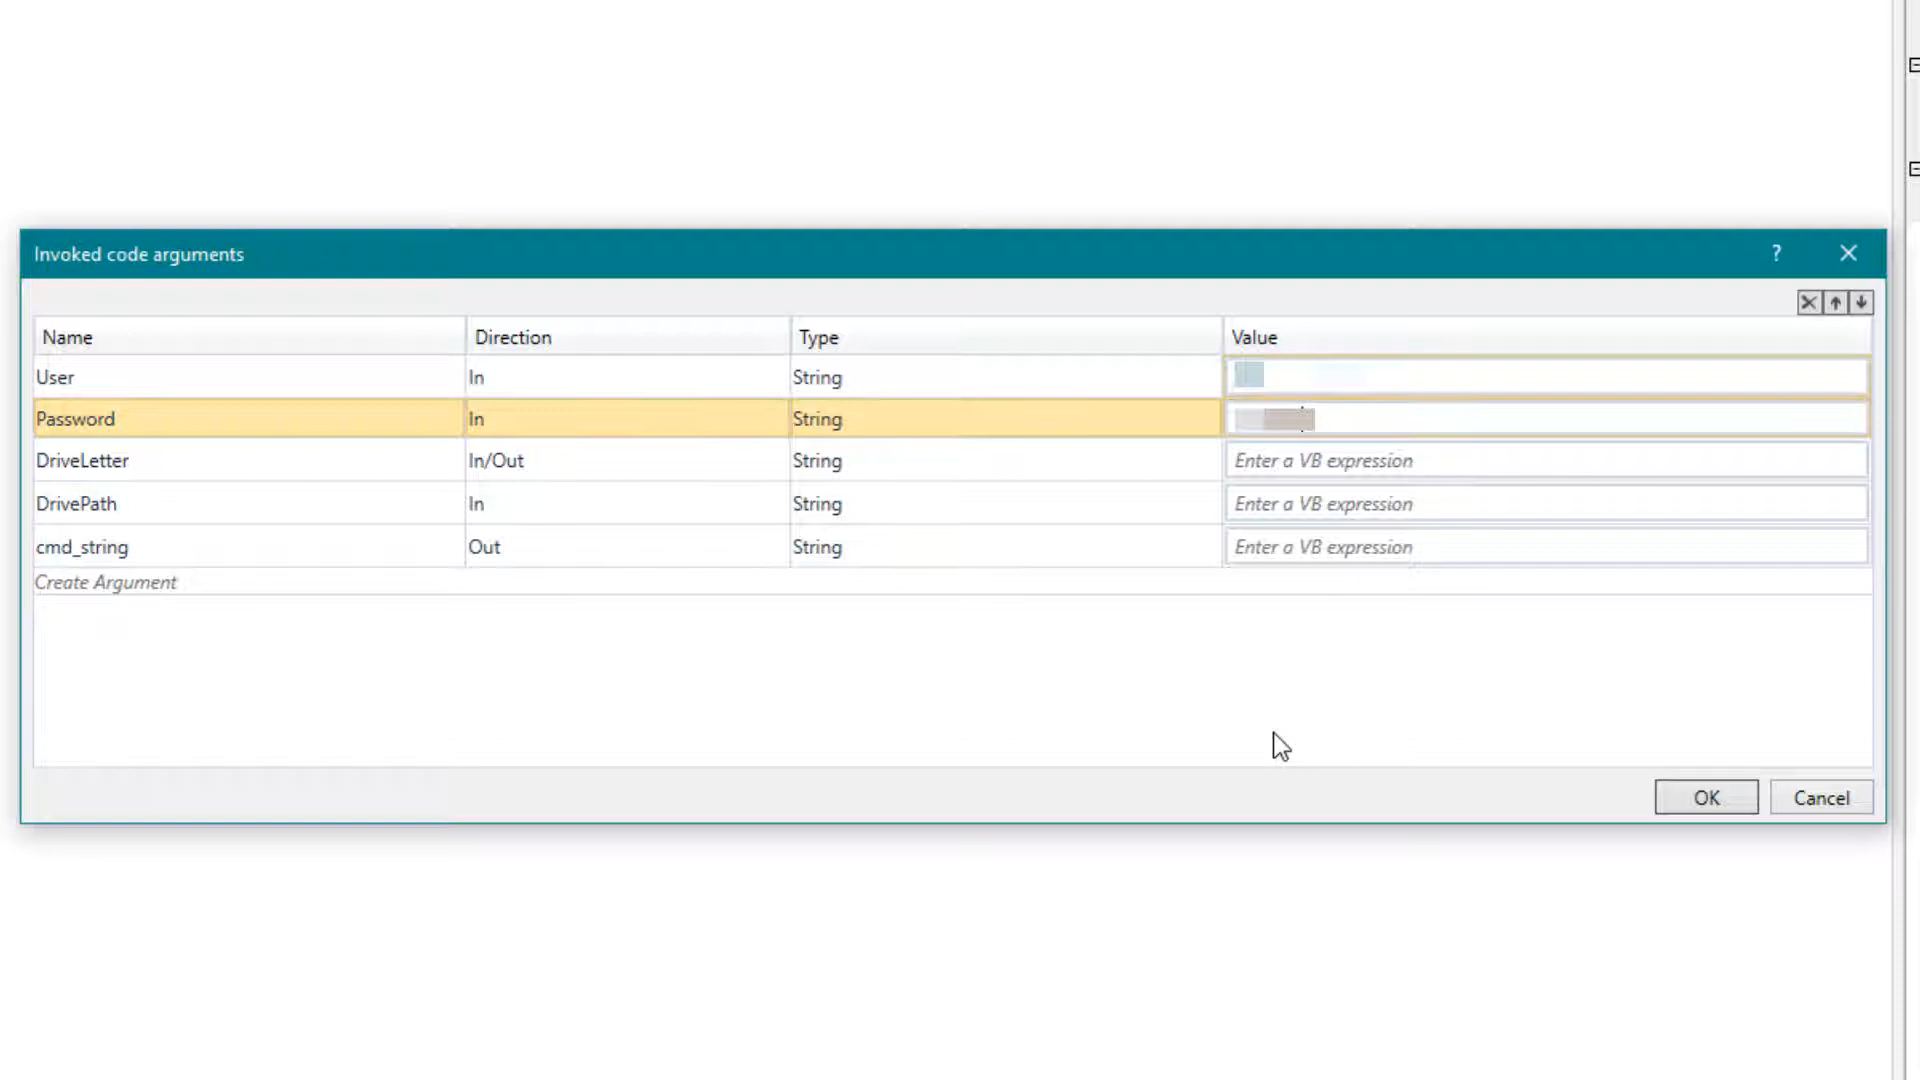 Invoked code arguments
Name Direction Type Value
User In String
Password In String
DriveLetter In/Out String Enter a VB expression
DrivePath In String Enter a VB expression
cmd_string Out String Enter a VB expression
Create Argument
OK Cancel